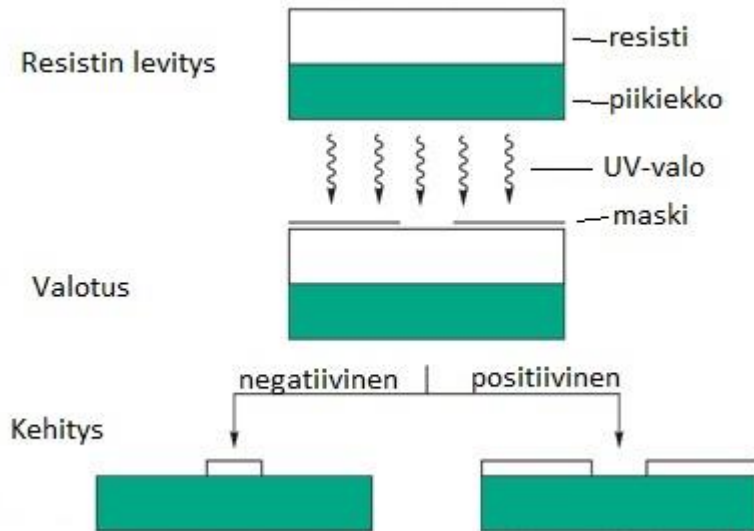 resisti
Resistin levitys
piikiekko
UV-valo
maski
Valotus
negatiivinen
positiivinen
Kehitys